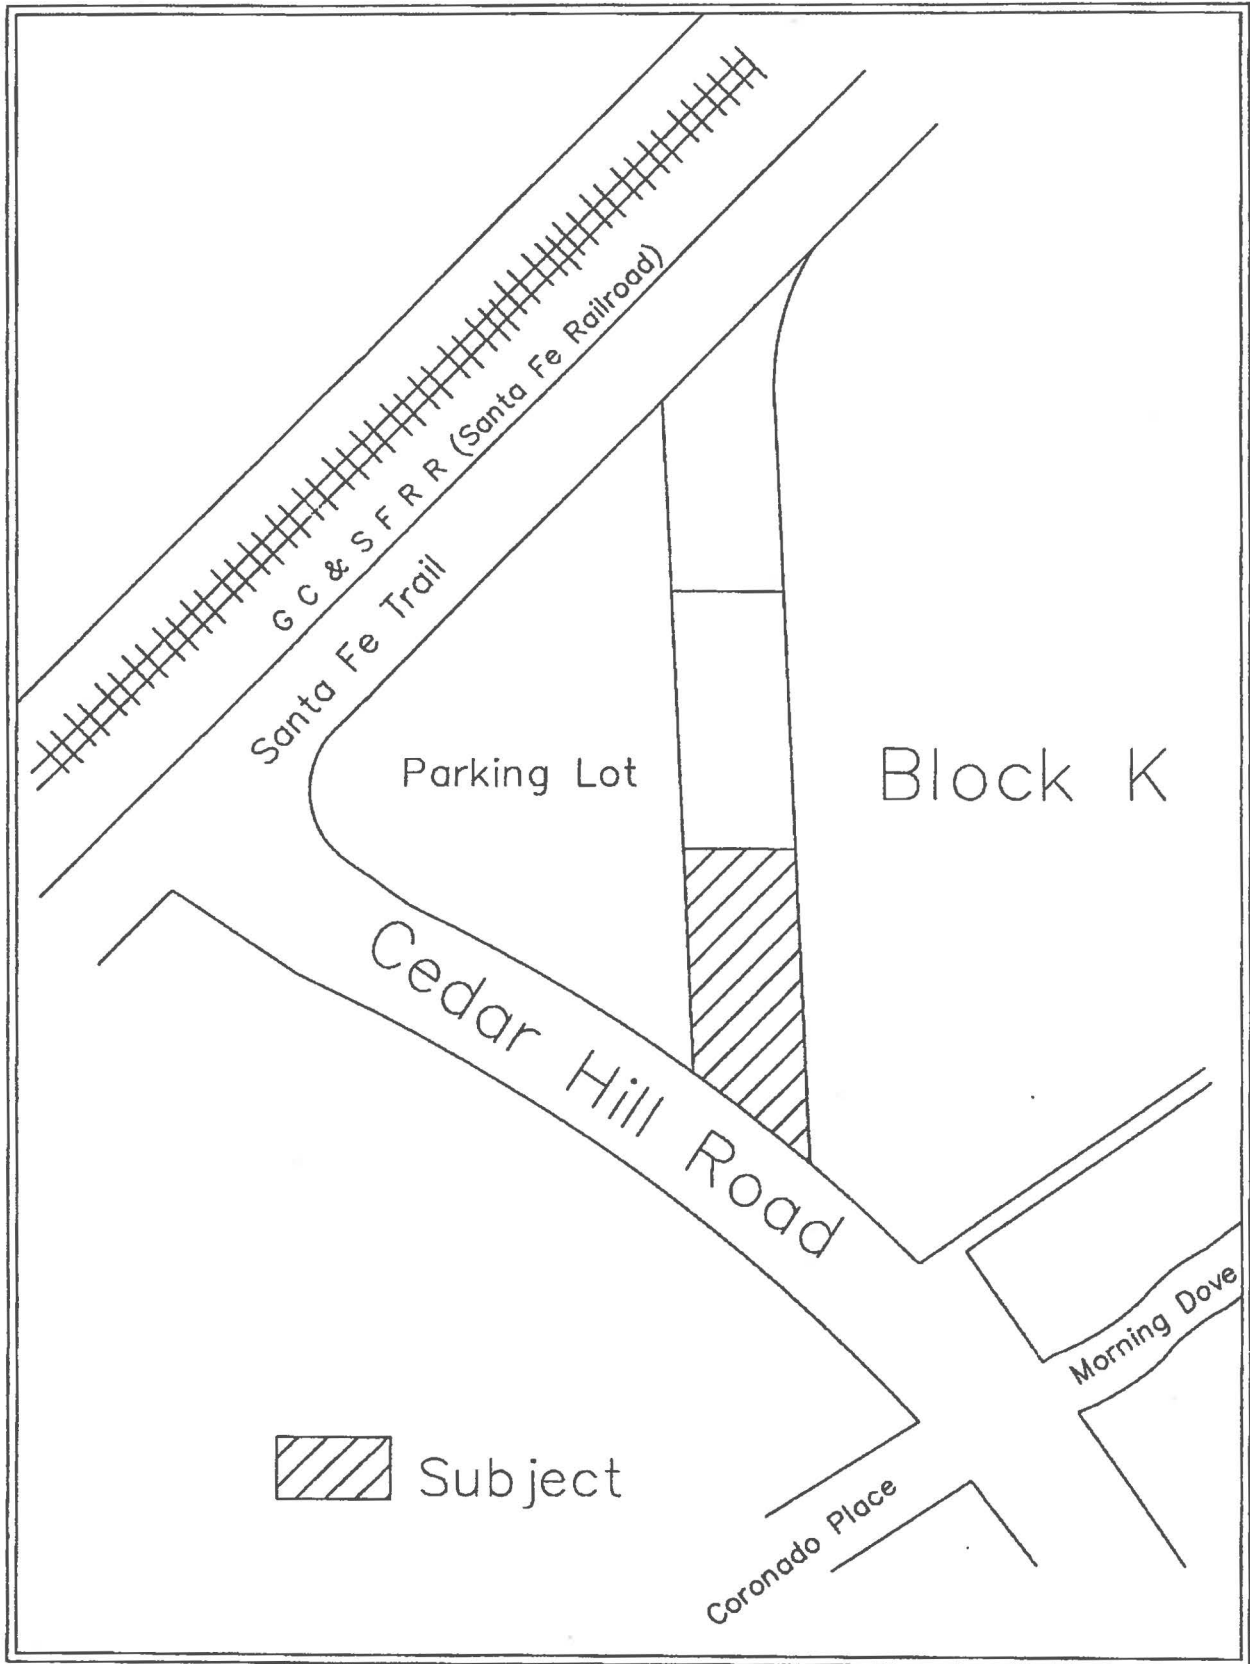 G C & S F R R (Santa Fe Railroad)
Santa Fe Trail
Parking Lot
Block K
Cedar Hill Road
Morning Dove
Subject
Coronado Place